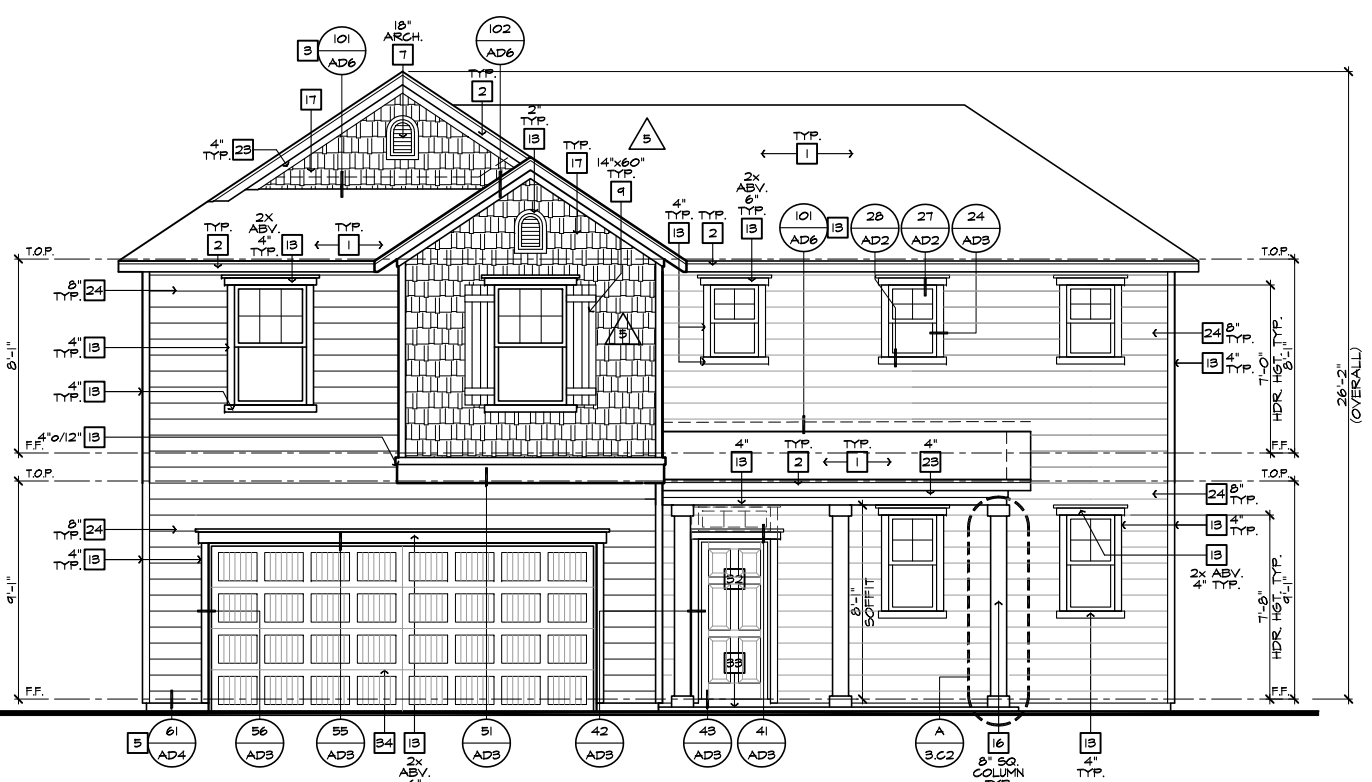 3
101
AD6
18"
ARCH.
7
102
AD6
TYP.
2
17
4"
TYP.
23
2"
TYP.
13
TYP.
17
5
14"x60"
TYP.
9
TYP.
1
2x
ABV.
6"
TYP.
13
4"
TYP.
13
TYP.
2
101
AD6
13
28
AD2
27
AD2
24
AD3
TYP.
2
2x
ABV.
4"
TYP.
13
TYP.
1
T.O.P.
T.O.P.
8"
TYP.
24
4"
TYP.
13
4"
TYP.
13
4"0/12"
13
F.F.
T.O.P.
8'-1"
5
24
8"
TYP.
13
4"
TYP.
7'-0"
HDR. HGT. TYP.
8'-1"
26'-2"
(OVERALL)
F.F.
T.O.P.
4"
13
TYP.
2
TYP.
1
4"
23
24
8"
TYP.
13
4"
TYP.
13
2x ABV.
4" TYP.
8"
TYP.
24
4"
TYP.
13
9'-1"
F.F.
32
33
8'-1"
SOFFIT
7'-8"
HDR. HGT. TYP.
9'-1"
F.F.
5
61
AD4
56
AD3
55
AD3
34
13
2x
ABV.
51
AD3
42
AD3
43
AD3
41
AD3
A
3.C2
16
8" SQ.
COLUMN
13
4"
TYP.